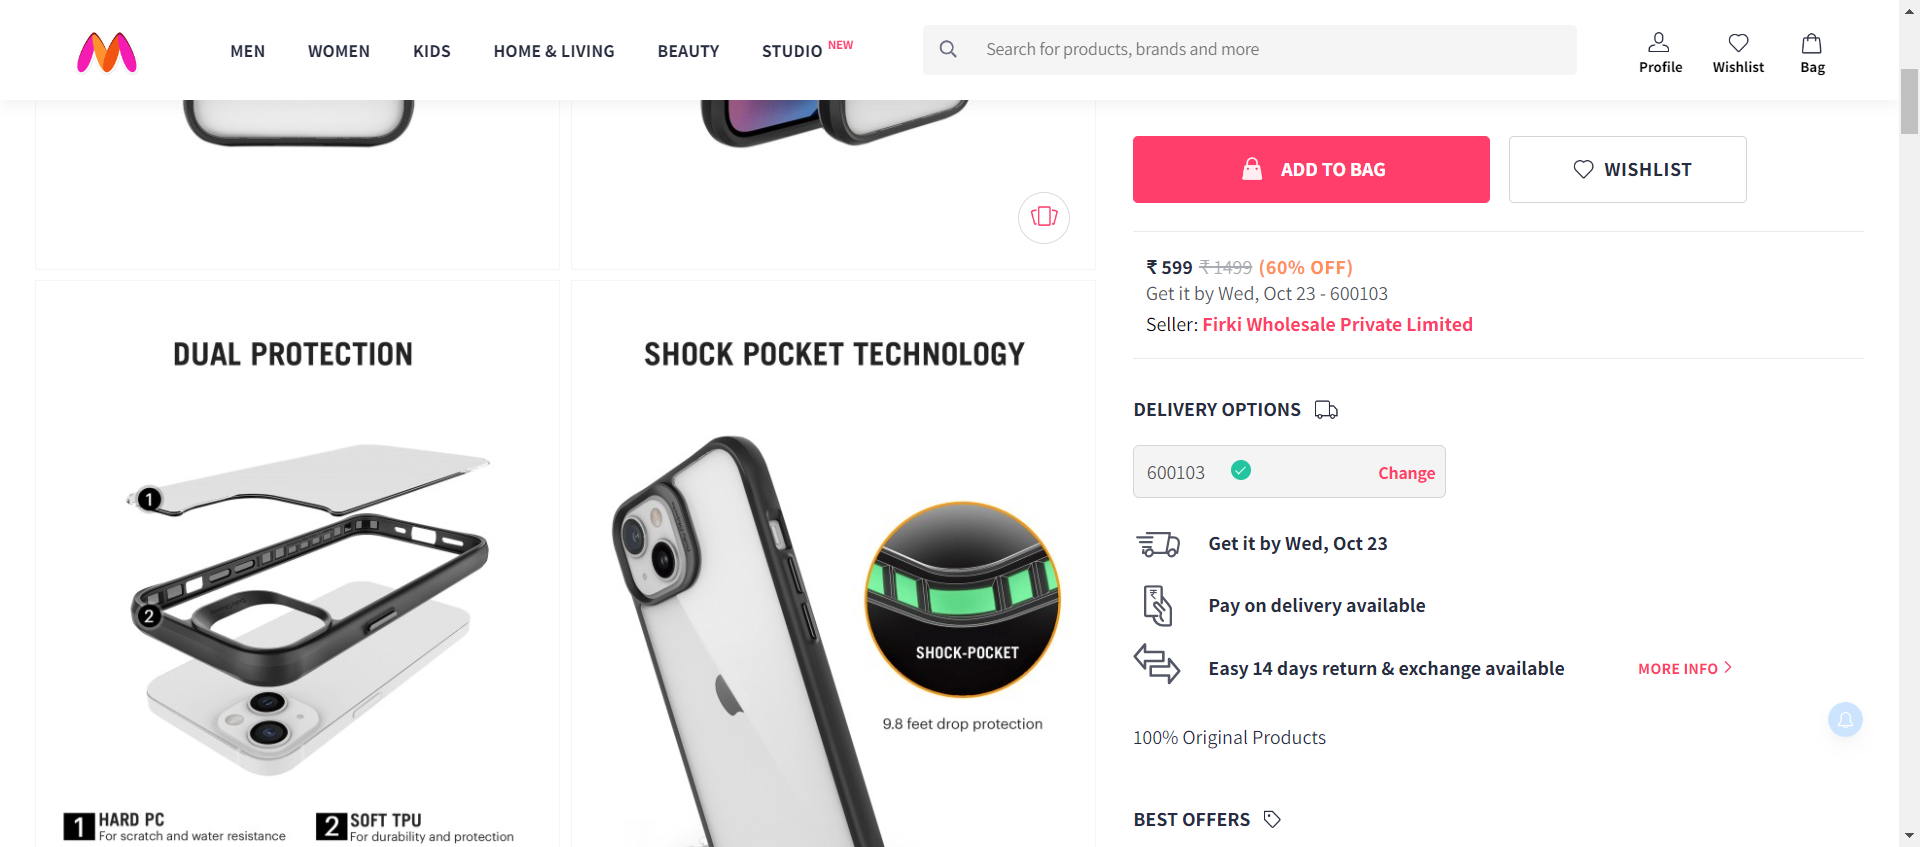 MEN WOMEN KIDS HOME & LIVING BEAUTY STUDIO NEW
Search for products, brands and more
Profile Wishlist Bag
ADD TO BAG
WISHLIST
₹ 599 ₹ 1499 (60% OFF)
Get it by Wed, Oct 23 - 600103
Seller: Firki Wholesale Private Limited
DUAL PROTECTION
1
2
1 HARD PC
For scratch and water resistance
2 SOFT TPU
For durability and protection
SHOCK POCKET TECHNOLOGY
SHOCK-POCKET
9.8 feet drop protection
DELIVERY OPTIONS
600103 Change
Get it by Wed, Oct 23
Pay on delivery available
Easy 14 days return & exchange available MORE INFO
100% Original Products
BEST OFFERS